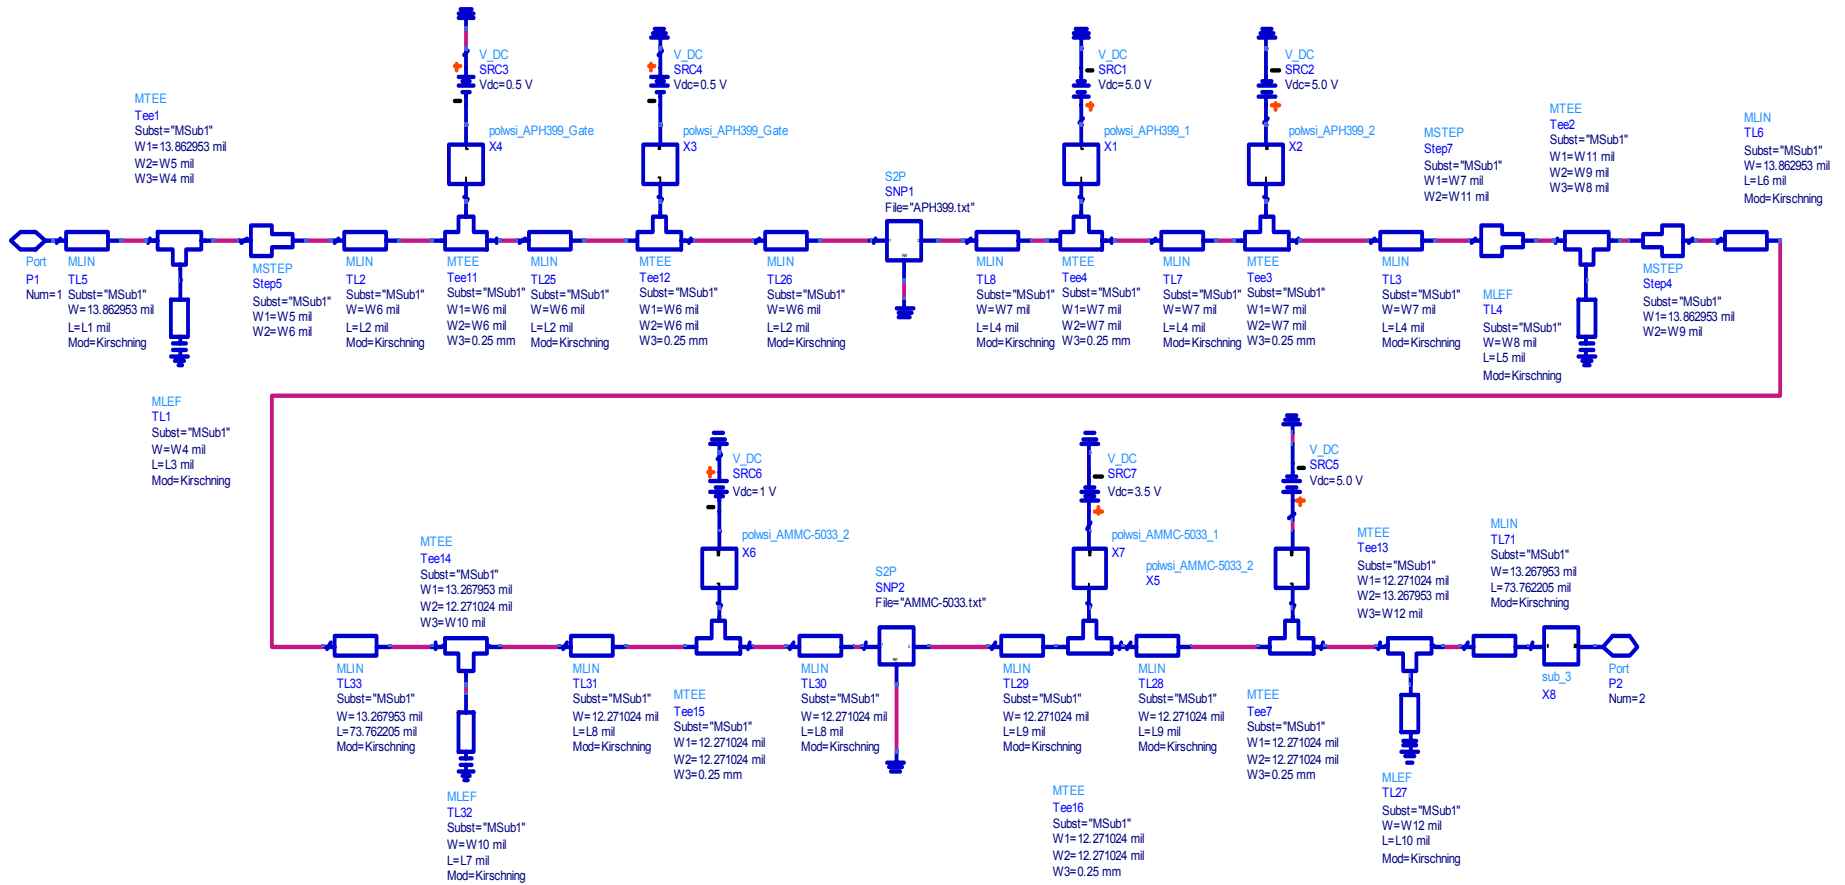 V_DC
SRC3
Vdc=0.5 V
V_DC
SRC4
Vdc=0.5 V
V_DC
SRC1
Vdc=5.0 V
V_DC
SRC2
Vdc=5.0 V
MTEE
Tee1
Subst="MSub1"
W1=13.862953 mil
W2=W5 mil
W3=W4 mil
polwsi_APH399_Gate
X4
polwsi_APH399_Gate
X3
S2P
SNP1
File="APH399.txt"
polwsi_APH399_1
X1
polwsi_APH399_2
X2
MSTEP
Step7
Subst="MSub1"
W1=W7 mil
W2=W11 mil
MTEE
Tee2
Subst="MSub1"
W1=W11 mil
W2=W9 mil
W3=W8 mil
MLIN
TL6
Subst="MSub1"
W=13.862953 mil
L=L6 mil
Mod=Kirschning
Port
P1
Num=1
MLIN
TL5
Subst="MSub1"
W=13.862953 mil
L=L1 mil
Mod=Kirschning
MSTEP
Step5
Subst="MSub1"
W1=W5 mil
W2=W6 mil
MLIN
TL2
Subst="MSub1"
W=W6 mil
L=L2 mil
Mod=Kirschning
MTEE
Tee11
Subst="MSub1"
W1=W6 mil
W2=W6 mil
W3=0.25 mm
MLIN
TL25
Subst="MSub1"
W=W6 mil
L=L2 mil
Mod=Kirschning
MTEE
Tee12
Subst="MSub1"
W1=W6 mil
W2=W6 mil
W3=0.25 mm
MLIN
TL26
Subst="MSub1"
W=W6 mil
L=L2 mil
Mod=Kirschning
MLIN
TL8
Subst="MSub1"
W=W7 mil
L=L4 mil
Mod=Kirschning
MTEE
Tee4
Subst="MSub1"
W1=W7 mil
W2=W7 mil
W3=0.25 mm
MLIN
TL7
Subst="MSub1"
W=W7 mil
L=L4 mil
Mod=Kirschning
MTEE
Tee3
Subst="MSub1"
W1=W7 mil
W2=W7 mil
W3=0.25 mm
MLIN
TL3
Subst="MSub1"
W=W7 mil
L=L4 mil
Mod=Kirschning
MLEF
TL4
Subst="MSub1"
W=W8 mil
L=L5 mil
Mod=Kirschning
MSTEP
Step4
Subst="MSub1"
W1=13.862953 mil
W2=W9 mil
MLEF
TL1
Subst="MSub1"
W=W4 mil
L=L3 mil
Mod=Kirschning
V_DC
SRC6
Vdc=1 V
V_DC
SRC7
Vdc=3.5 V
V_DC
SRC5
Vdc=5.0 V
MTEE
Tee14
Subst="MSub1"
W1=13.267953 mil
W2=12.271024 mil
W3=W10 mil
polwsi_AMMC-5033_2
X6
S2P
SNP2
File="AMMC-5033.txt"
polwsi_AMMC-5033_1
X7
polwsi_AMMC-5033_2
X5
MTEE
Tee13
Subst="MSub1"
W1=12.271024 mil
W2=13.267953 mil
W3=W12 mil
MLIN
TL71
Subst="MSub1"
W=13.267953 mil
L=73.762205 mil
Mod=Kirschning
MLIN
TL33
Subst="MSub1"
W=13.267953 mil
L=73.762205 mil
Mod=Kirschning
MLIN
TL31
Subst="MSub1"
W=12.271024 mil
L=L8 mil
Mod=Kirschning
MTEE
Tee15
Subst="MSub1"
W1=12.271024 mil
W2=12.271024 mil
W3=0.25 mm
MLIN
TL30
Subst="MSub1"
W=12.271024 mil
L=L8 mil
Mod=Kirschning
MLIN
TL29
Subst="MSub1"
W=12.271024 mil
L=L9 mil
Mod=Kirschning
MLIN
TL28
Subst="MSub1"
W=12.271024 mil
L=L9 mil
Mod=Kirschning
MTEE
Tee7
Subst="MSub1"
W1=12.271024 mil
W2=12.271024 mil
W3=0.25 mm
sub_3
X8
Port
P2
Num=2
MLEF
TL32
Subst="MSub1"
W=W10 mil
L=L7 mil
Mod=Kirschning
MTEE
Tee16
Subst="MSub1"
W1=12.271024 mil
W2=12.271024 mil
W3=0.25 mm
MLEF
TL27
Subst="MSub1"
W=W12 mil
L=L10 mil
Mod=Kirschning